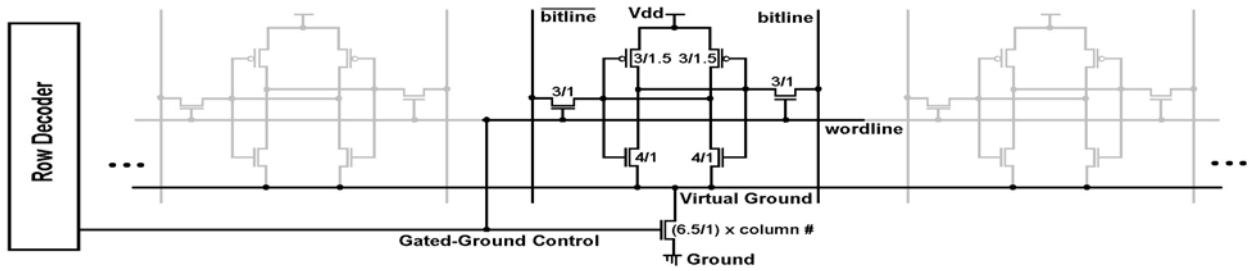 bitline Vdd bitline
3/1.5 3/1.5
3/1 3/1
wordline
Row Decoder
4/1 4/1
... ...
Virtual Ground
(6.5/1) x column #
Gated-Ground Control
Ground